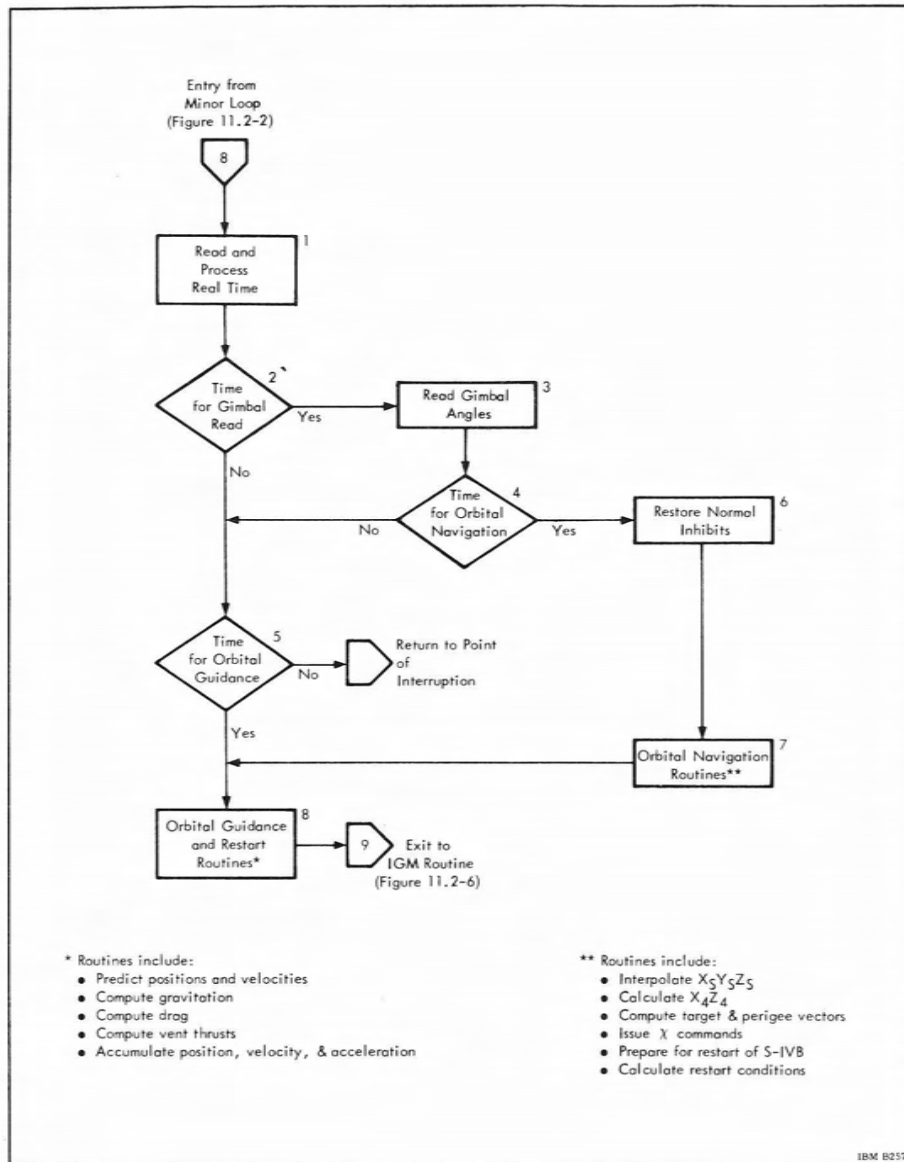 Entry from
Minor Loop
(Figure 11.2-2)
8
1
Read and
Process
Real Time
2
Time
for Gimbal
Read
Yes
No
3
Read Gimbal
Angles
4
Time
for Orbital
Navigation
No
Yes
6
Restore Normal
Inhibits
5
Time
for Orbital
Guidance
No
Return to Point
of
Interruption
Yes
7
Orbital Navigation
Routines**
8
Orbital Guidance
and Restart
Routines*
9
Exit to
IGM Routine
(Figure 11.2-6)
* Routines include:
● Predict positions and velocities
● Compute gravitation
● Compute drag
● Compute vent thrusts
● Accumulate position, velocity, & acceleration
** Routines include:
● Interpolate X5Y5Z5
● Calculate X4Z4
● Compute target & perigee vectors
● Issue χ commands
● Prepare for restart of S-IVB
● Calculate restart conditions
IBM B257